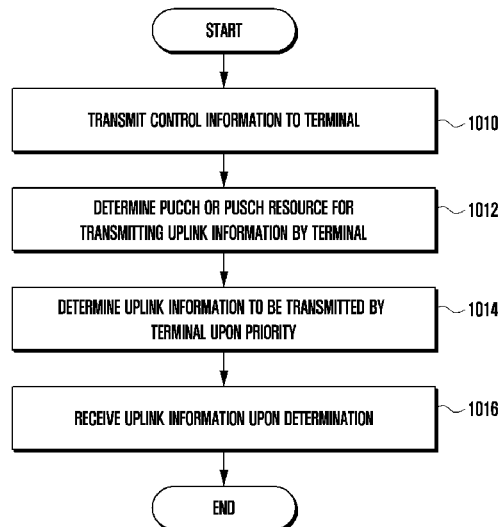 START
TRANSMIT CONTROL INFORMATION TO TERMINAL
1010
DETERMINE PUCCH OR PUSCH RESOURCE FOR
TRANSMITTING UPLINK INFORMATION BY TERMINAL
1012
DETERMINE UPLINK INFORMATION TO BE TRANSMITTED BY
TERMINAL UPON PRIORITY
1014
RECEIVE UPLINK INFORMATION UPON DETERMINATION
1016
END